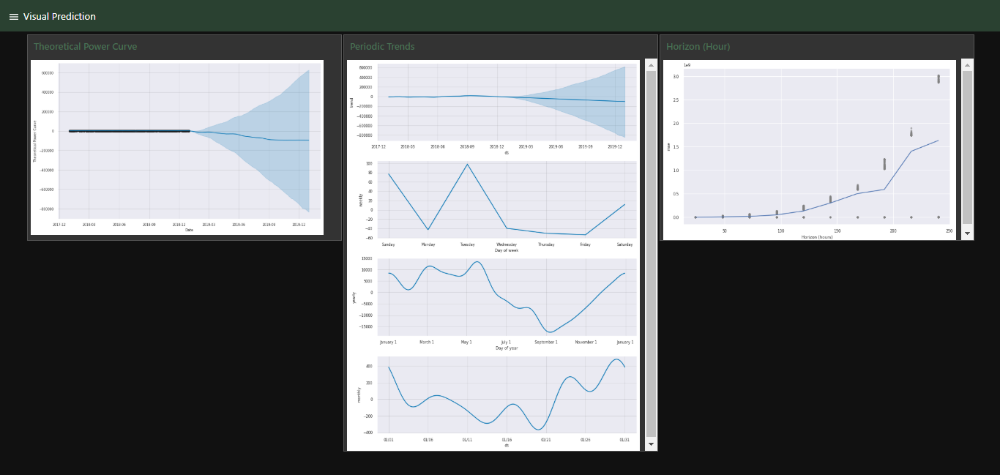 Visual Prediction
Theoretical Power Curve
600000
400000
200000
0
−200000
−400000
−600000
−800000
Theoretical Power Curve
2017-12 2018-03 2018-06 2018-09 2018-12 2019-03 2019-06 2019-09 2019-12
Date
Periodic Trends
600000
400000
200000
0
−200000
−400000
−600000
−800000
trend
2017-12 2018-03 2018-06 2018-09 2018-12 2019-03 2019-06 2019-09 2019-12
ds
100
80
60
40
20
0
−20
−40
−60
weekly
Sunday Monday Tuesday Wednesday Thursday Friday Saturday
Day of week
15000
10000
5000
0
−5000
−10000
−15000
yearly
January 1 March 1 May 1 July 1 September 1 November 1 January 1
Day of year
400
200
0
−200
−400
monthly
01/01 01/06 01/11 01/16 01/21 01/26 01/31
ds
Horizon (Hour)
1e9
3.0
2.5
2.0
1.5
1.0
0.5
0.0
mse
50 100 150 200 250
Horizon (hours)